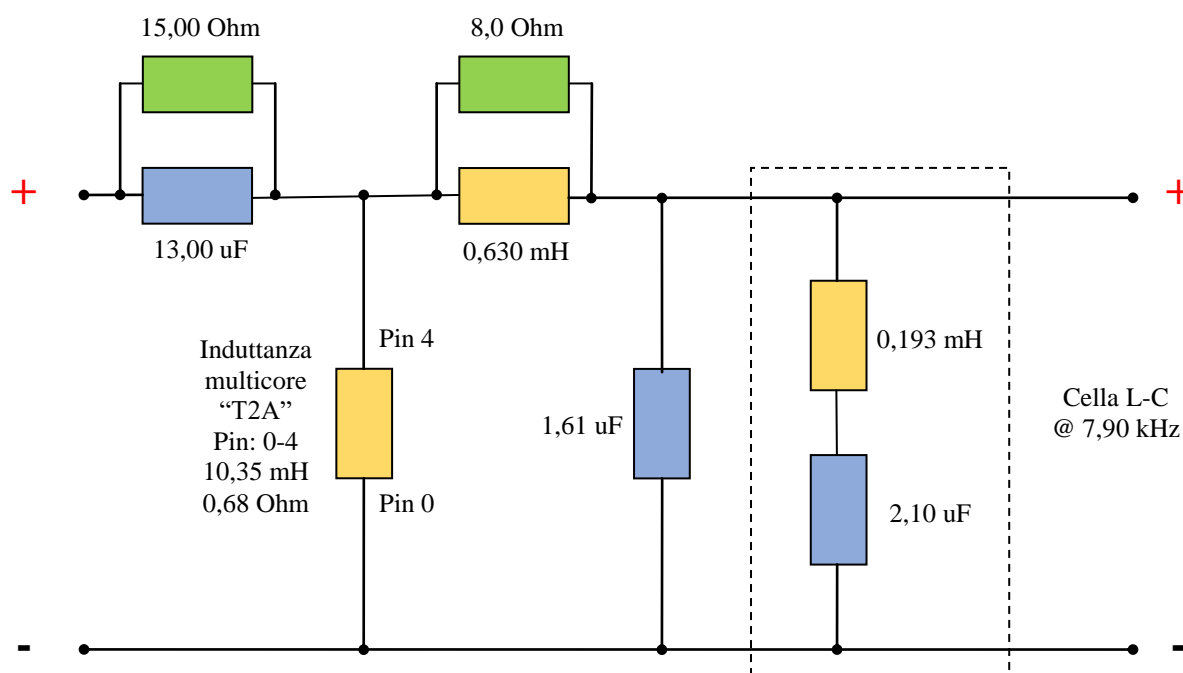 15,00 Ohm
8,0 Ohm
+
+
13,00 uF
0,630 mH
Pin 4
Induttanza
multicore
“T2A”
Pin: 0-4
10,35 mH
0,68 Ohm
Pin 0
1,61 uF
0,193 mH
2,10 uF
Cella L-C
@ 7,90 kHz
-
-